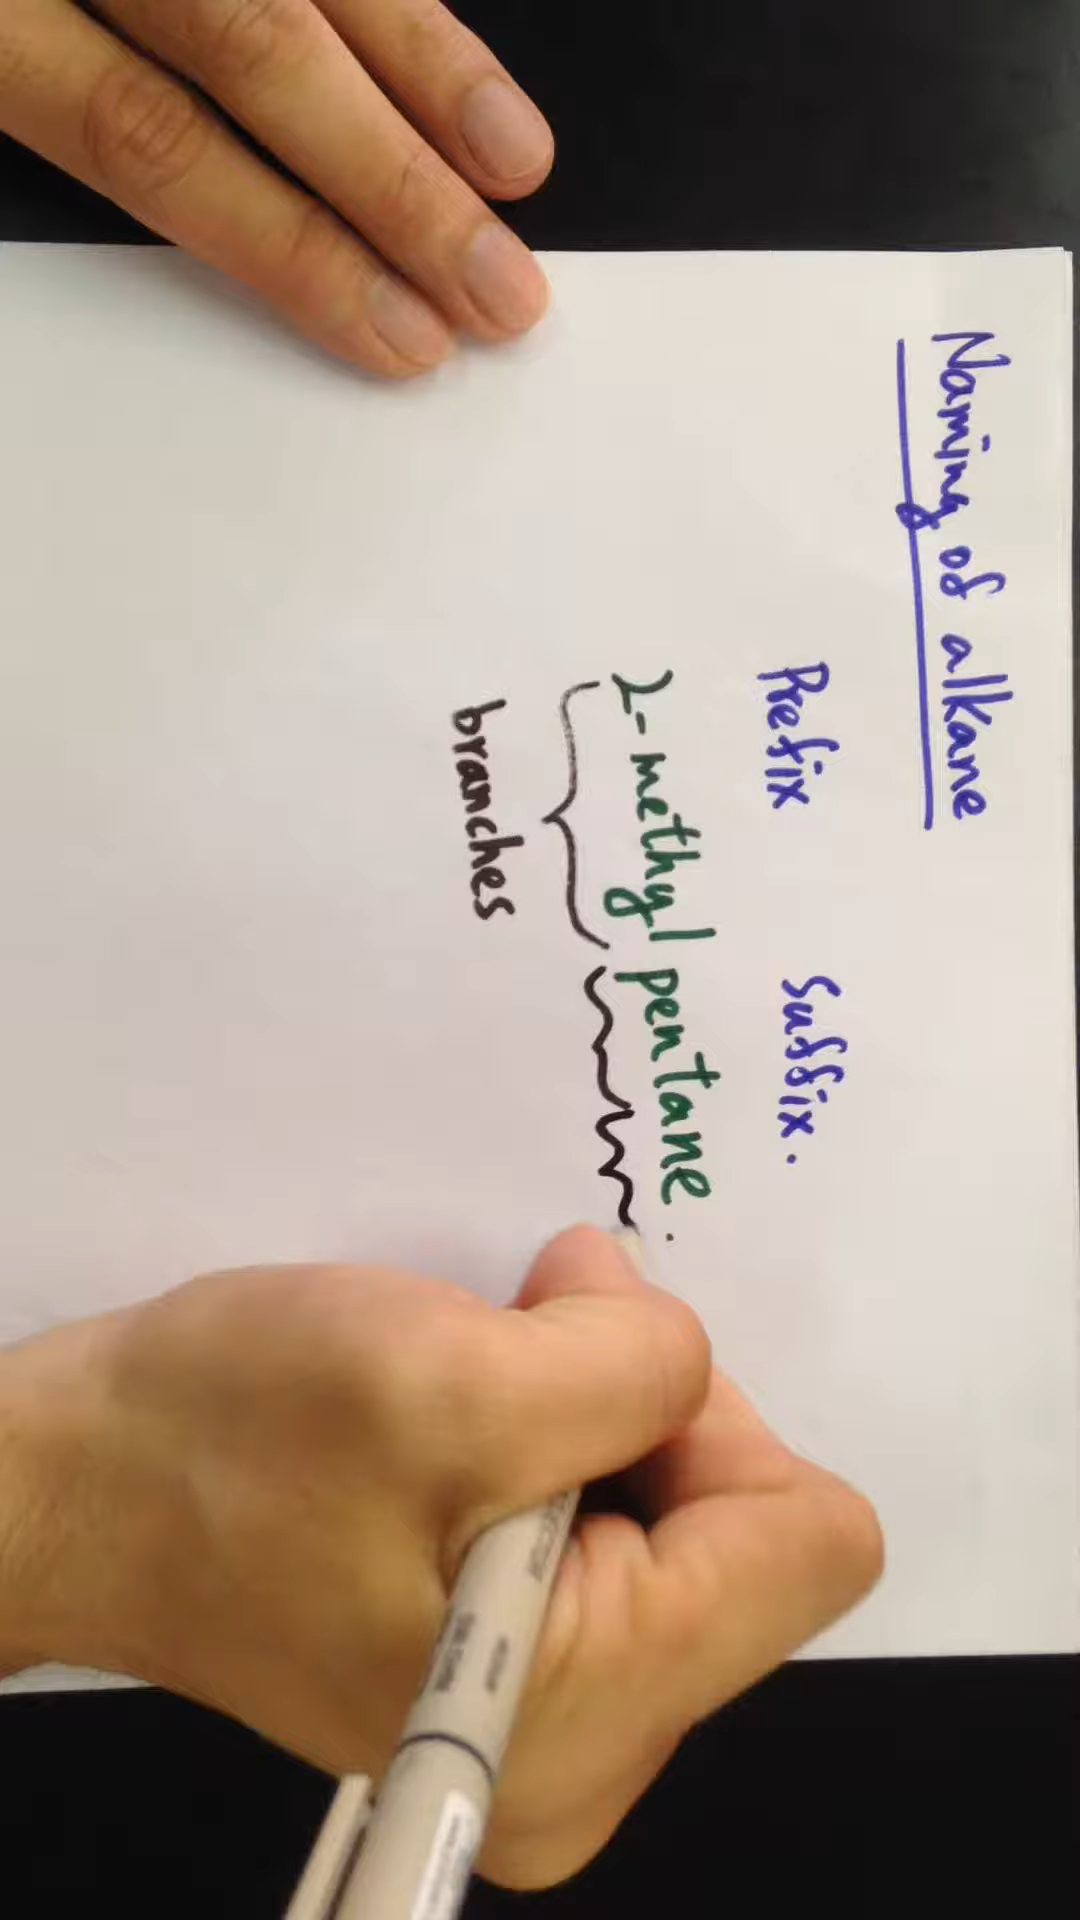 Naming of alkane
Prefix Suffix.
2-methyl pentane.
branches